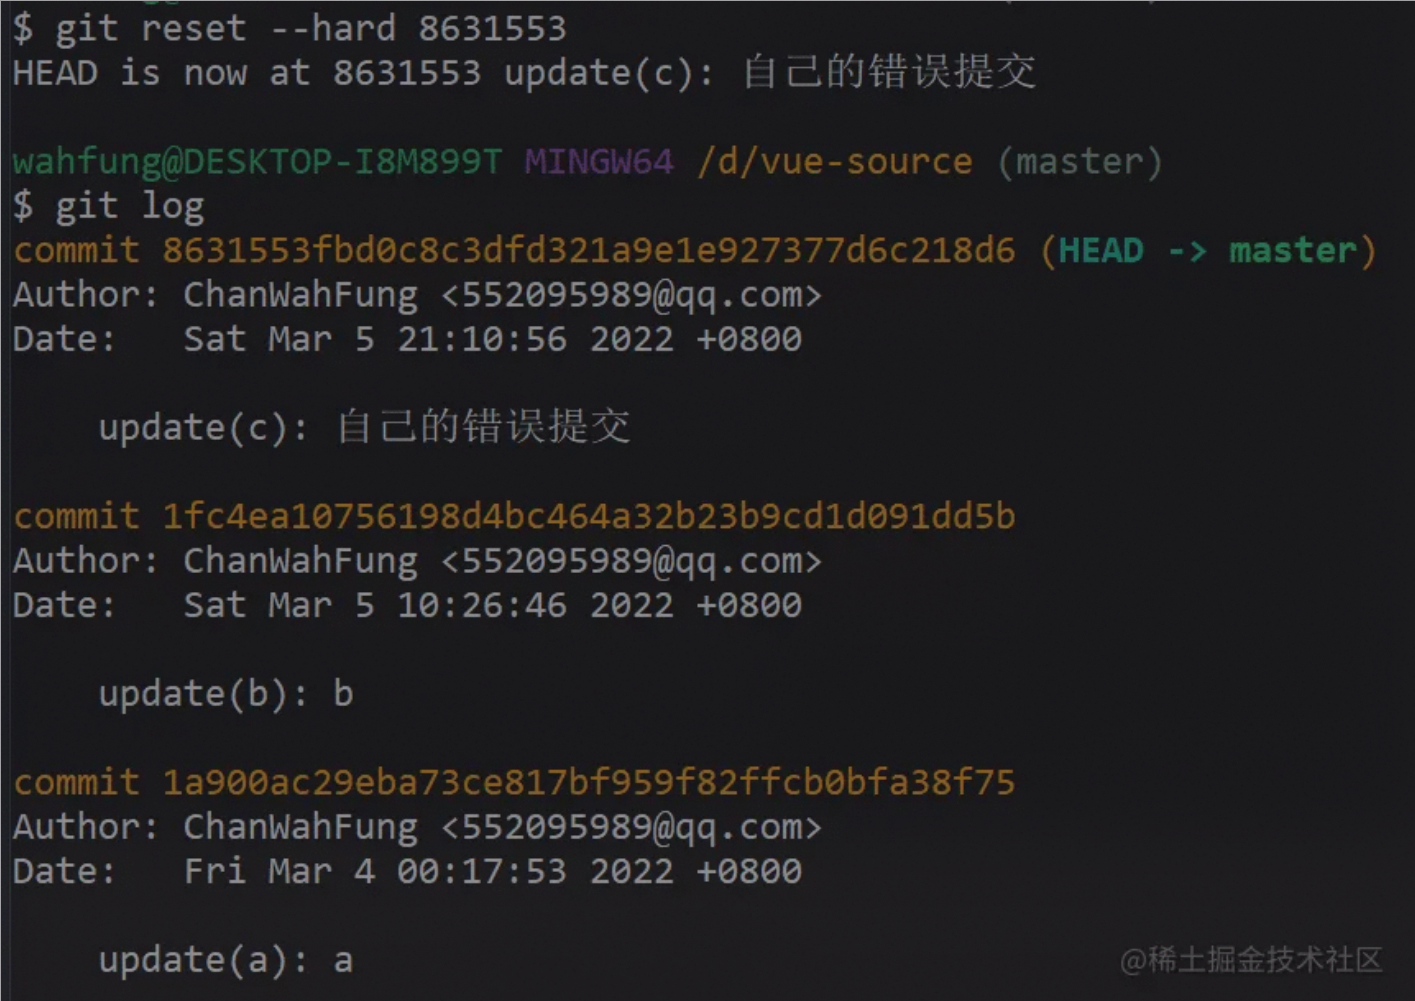 $ git reset --hard 8631553
HEAD is now at 8631553 update(c): 自己的错误提交
wahfung@DESKTOP-I8M899T MINGW64 /d/vue-source (master)
$ git log
commit 8631553fbd0c8c3dfd321a9e1e927377d6c218d6 (HEAD -> master)
Author: ChanWahFung <552095989@qq.com>
Date:   Sat Mar 5 21:10:56 2022 +0800
    update(c): 自己的错误提交
commit 1fc4ea10756198d4bc464a32b23b9cd1d091dd5b
Author: ChanWahFung <552095989@qq.com>
Date:   Sat Mar 5 10:26:46 2022 +0800
    update(b): b
commit 1a900ac29eba73ce817bf959f82ffcb0bfa38f75
Author: ChanWahFung <552095989@qq.com>
Date:   Fri Mar 4 00:17:53 2022 +0800
    update(a): a
@稀土掘金技术社区